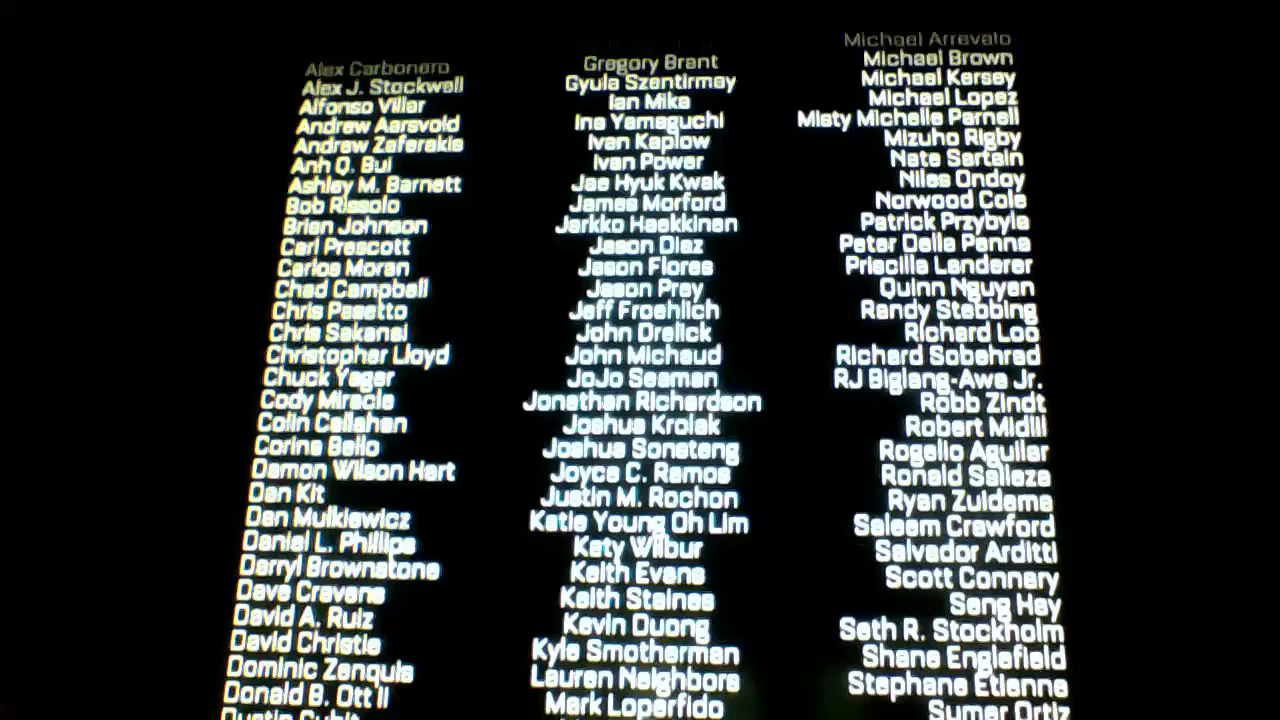 Alex Carbonero
Alex J. Stockwell
Alfonso Villar
Andrew Aarsvold
Andrew Zaferakis
Anh Q. Bui
Ashley M. Barnett
Bob Rissolo
Brian Johnson
Carl Prescott
Carlos Moran
Chad Campbell
Chris Pasetto
Chris Sakanai
Christopher Lloyd
Chuck Yager
Cody Miracle
Colin Callahan
Corina Bello
Damon Wilson Hart
Dan Kit
Dan Mulkiewicz
Daniel L. Phillips
Darryl Brownstone
Dave Cravens
David A. Ruiz
David Christie
Dominic Zenquis
Donald B. Ott II
Gregory Brant
Gyula Szentirmay
Ian Mika
Ina Yamaguchi
Ivan Kaplow
Ivan Power
Jae Hyuk Kwak
James Morford
Jarkko Haekkinen
Jason Diaz
Jason Flores
Jason Pray
Jeff Froehlich
John Drelick
John Michaud
JoJo Seaman
Jonathan Richardson
Joshua Krolak
Joshua Sonsteng
Joyce C. Ramos
Justin M. Rochon
Katie Young Oh Lim
Katy Wilbur
Keith Evans
Keith Staines
Kevin Duong
Kyle Smotherman
Lauren Neighbors
Mark Loperfido
Michael Arrevalo
Michael Brown
Michael Kersey
Michael Lopez
Misty Michelle Parnell
Mizuho Rigby
Nate Sartain
Niles Ondoy
Norwood Cole
Patrick Przybyla
Peter Della Penna
Priscilla Landerer
Quinn Nguyen
Randy Stebbing
Richard Loo
Richard Sobehrad
RJ Biglang-Awa Jr.
Robb Zindt
Robert Midili
Rogelio Aguilar
Ronald Salloza
Ryan Zuidema
Saleem Crawford
Salvador Arditti
Scott Connary
Sang Hay
Seth R. Stockholm
Shane Englefield
Stephane Etienne
Sumer Ortiz